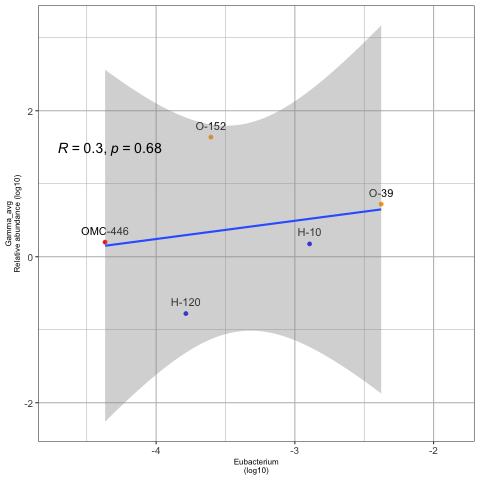 2
0
-2
Gamma_avg
Relative abundance (log10)
R = 0.3, p = 0.68
O-152
O-39
OMC-446
H-10
H-120
-4
-3
-2
Eubacterium
(log10)